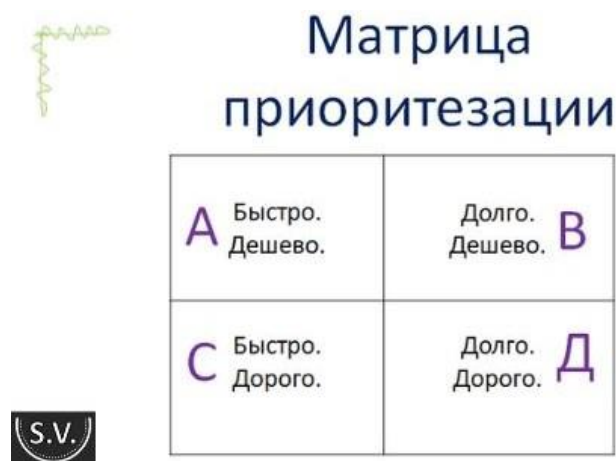 Матрица
приоритезации
А Быстро.
Дешево.
Долго. В
Дешево.
С Быстро.
Дорого.
Долго. Д
Дорого.
S.V.